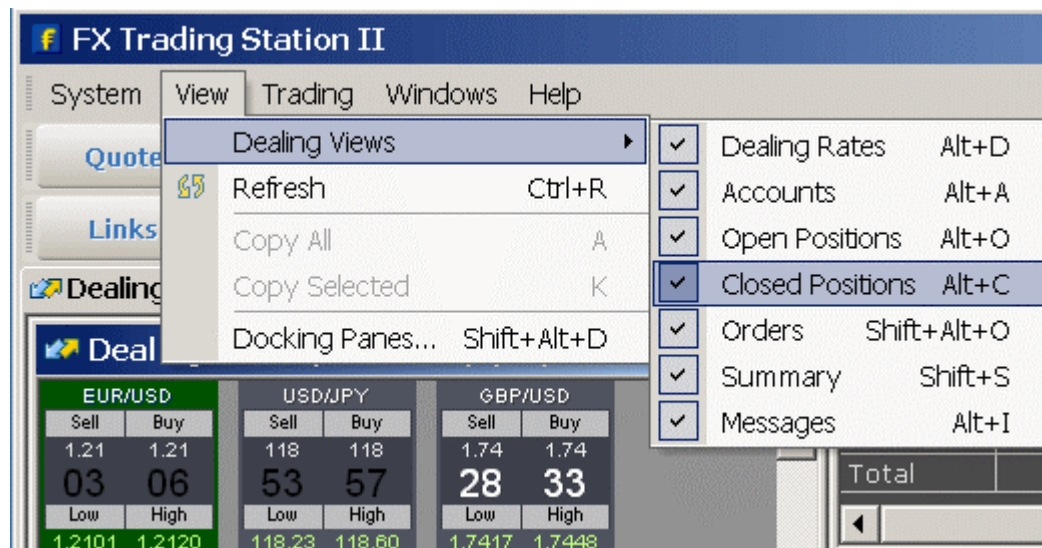 FX Trading Station II
System View Trading Windows Help
Quote
Links
Dealing Views
Refresh Ctrl+R
Copy All A
Copy Selected K
Docking Panes... Shift+Alt+D
Dealing Rates Alt+D
Accounts Alt+A
Open Positions Alt+O
Closed Positions Alt+C
Orders Shift+Alt+O
Summary Shift+S
Messages Alt+I
Dealing
Deal
EUR/USD USD/JPY GBP/USD
Sell Buy Sell Buy Sell Buy
1.21 1.21 118 118 1.74 1.74
03 06 53 57 28 33
Low High Low High Low High
1.2101 1.2120 118.23 118.60 1.7417 1.7448
Total